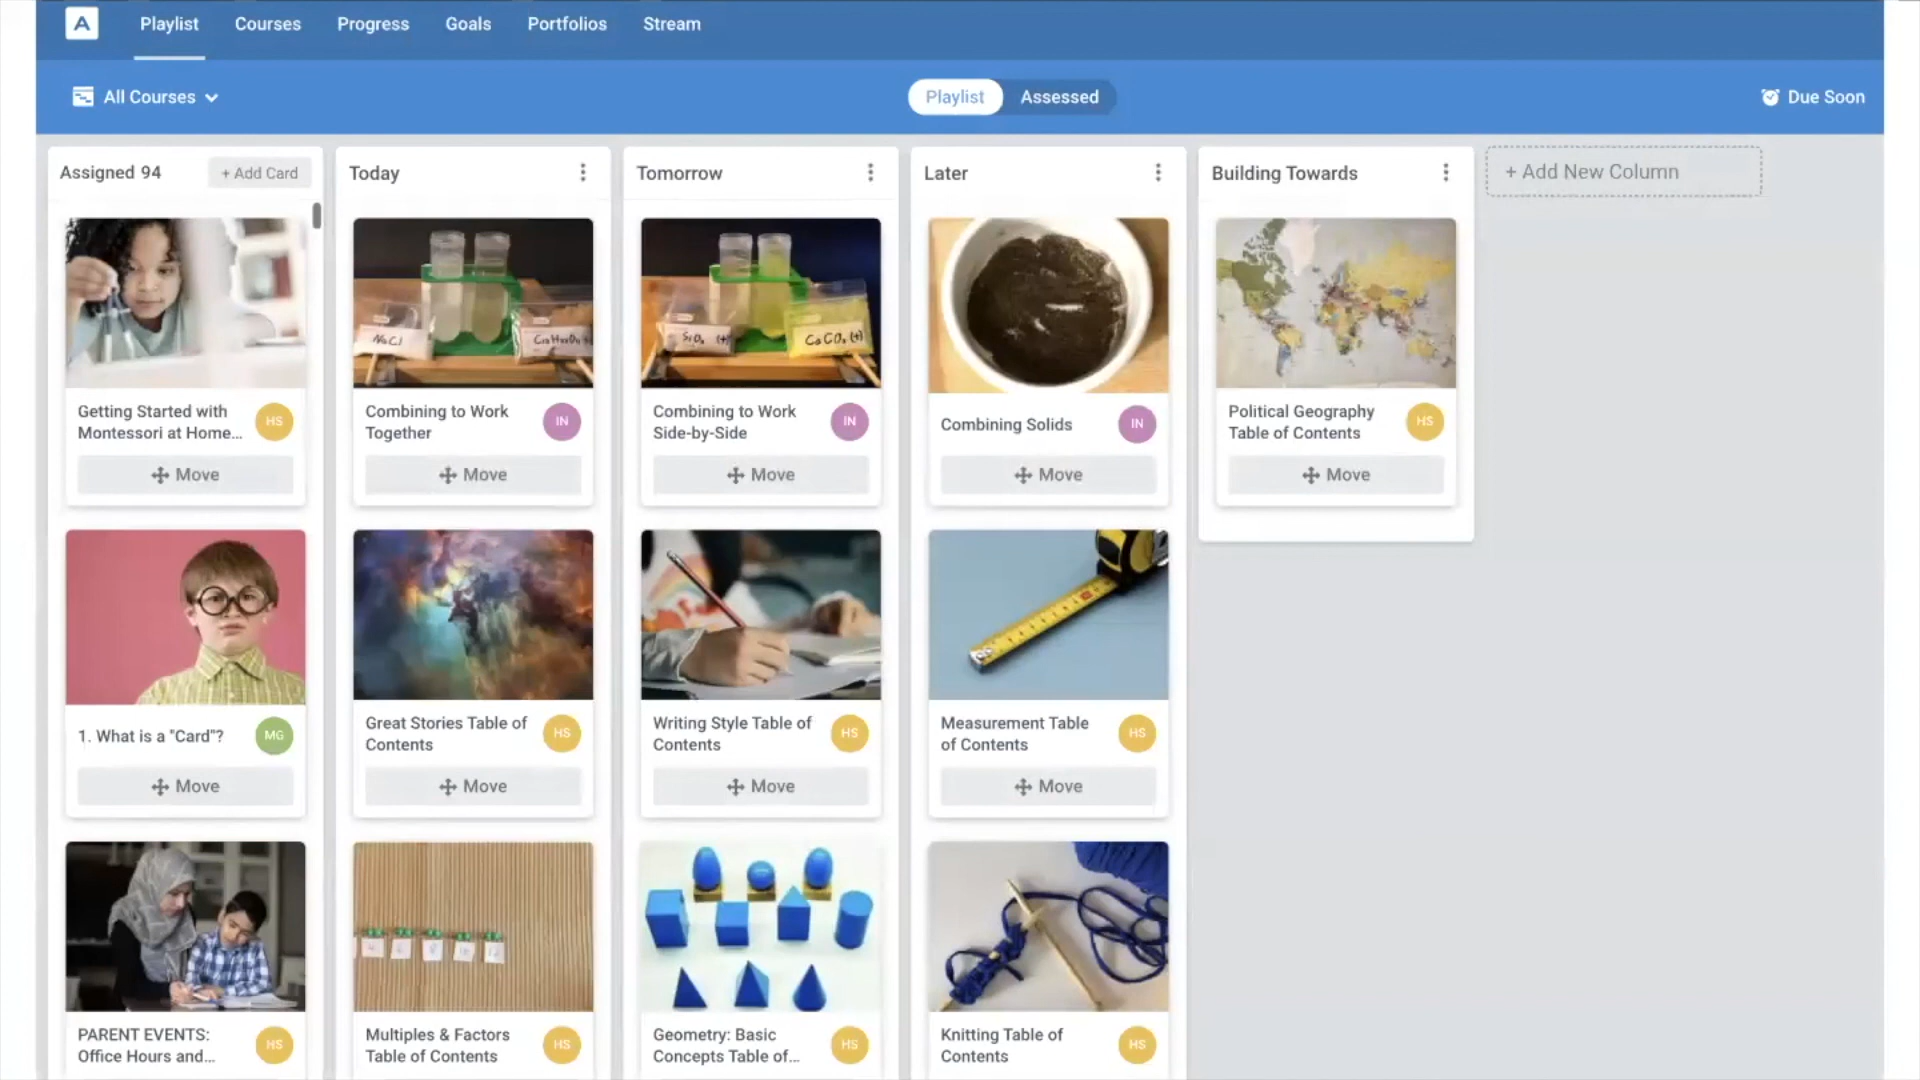 A
Playlist
Courses
Progress
Goals
Portfolios
Stream
All Courses
Playlist
Assessed
Due Soon
Assigned 94
+ Add Card
Today
Tomorrow
Later
Building Towards
+ Add New Column
NaCl
SiO₂ (+)
CaCO₃ (+)
Getting Started with
Montessori at Home...
HS
Move
Combining to Work
Together
IN
Move
Combining to Work
Side-by-Side
IN
Move
Combining Solids
IN
Move
Political Geography
Table of Contents
HS
Move
1. What is a "Card"?
MG
Move
Great Stories Table of
Contents
HS
Move
Writing Style Table of
Contents
HS
Move
Measurement Table
of Contents
HS
Move
PARENT EVENTS:
Office Hours and...
HS
Multiples & Factors
Table of Contents
HS
Geometry: Basic
Concepts Table of...
HS
Knitting Table of
Contents
HS